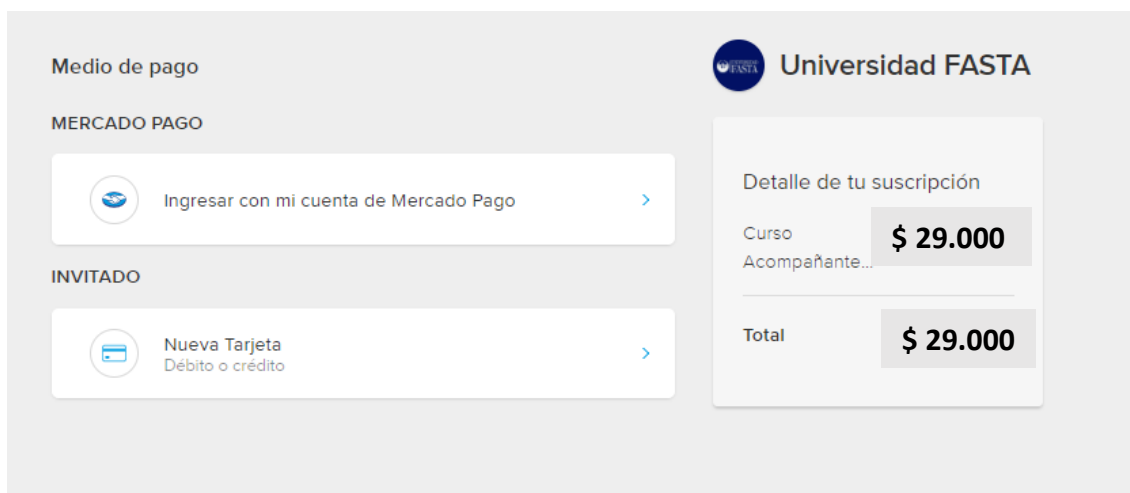 Medio de pago
MERCADO PAGO
Ingresar con mi cuenta de Mercado Pago
INVITADO
Nueva Tarjeta
Débito o crédito
FASTA
Universidad FASTA
Detalle de tu suscripción
Curso
Acompañante...
$ 29.000
Total
$ 29.000